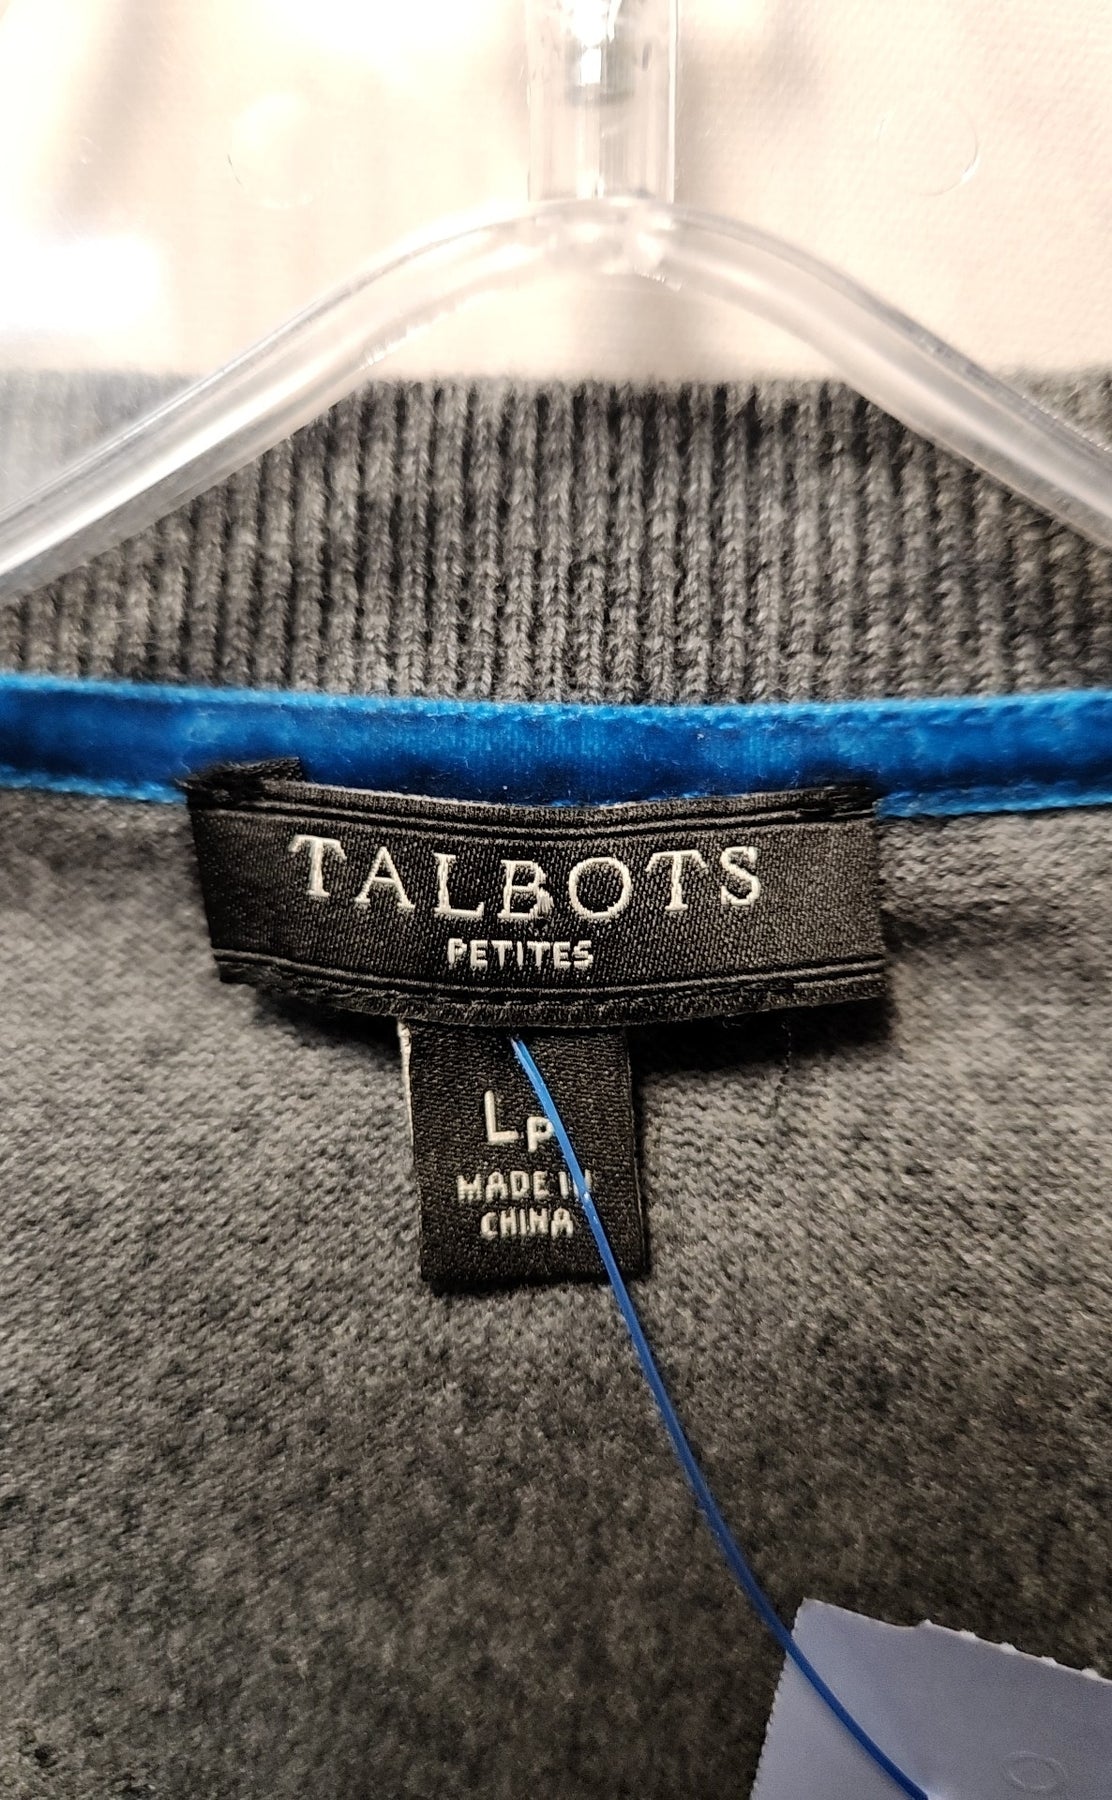 TALBOTS
PETITES
LP
MADE IN
CHINA